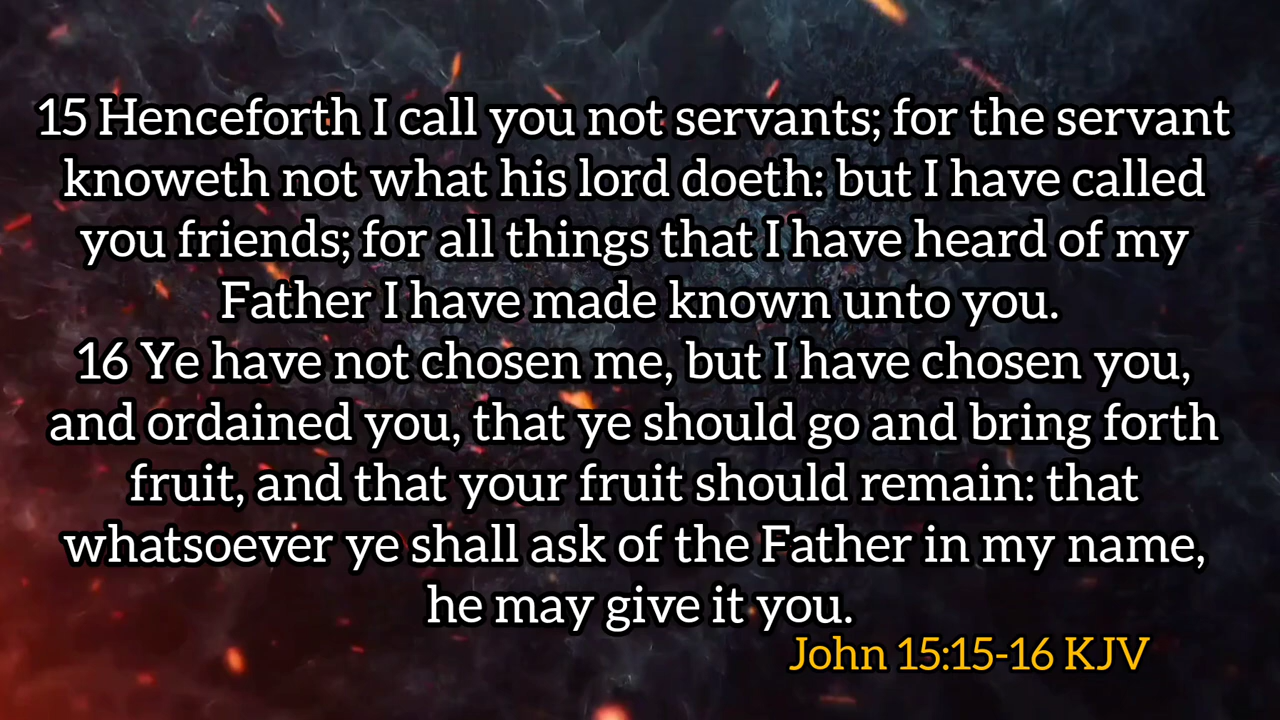 15 Henceforth I call you not servants; for the servant
knoweth not what his lord doeth: but I have called
you friends; for all things that I have heard of my
Father I have made known unto you.
16 Ye have not chosen me, but I have chosen you,
and ordained you, that ye should go and bring forth
fruit, and that your fruit should remain: that
whatsoever ye shall ask of the Father in my name,
he may give it you.
John 15:15-16 KJV